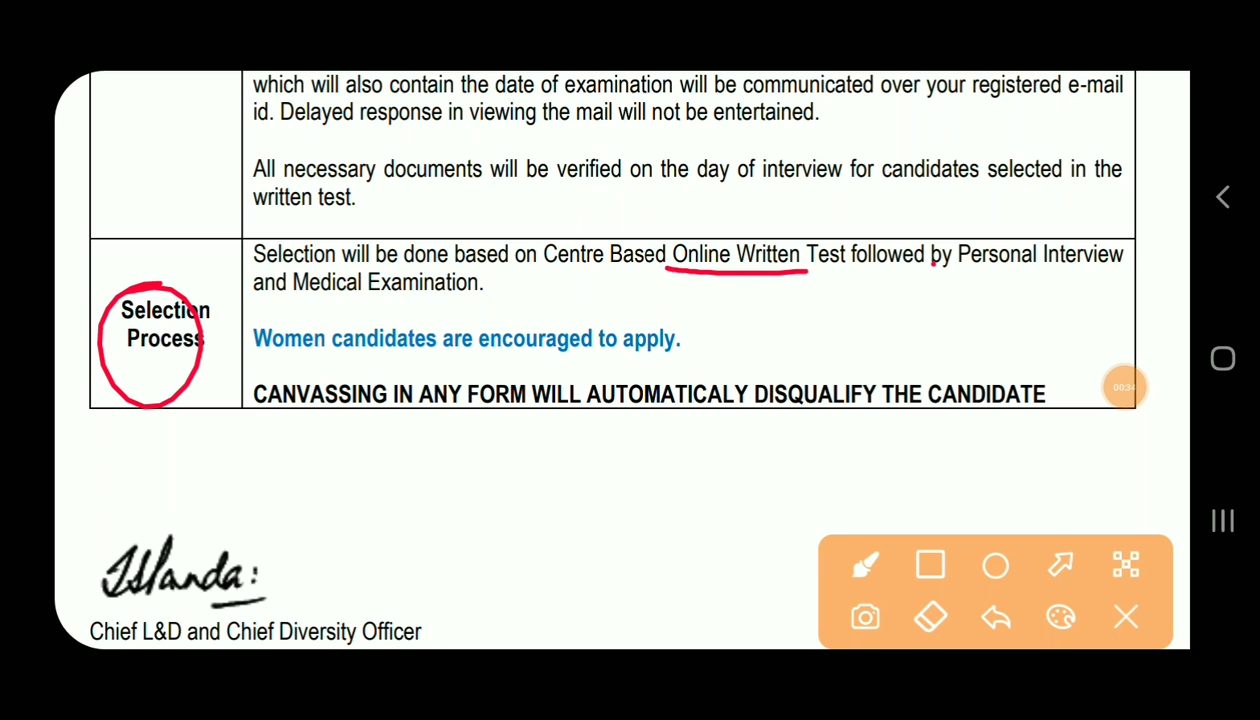 which will also contain the date of examination will be communicated over your registered e-mail
id. Delayed response in viewing the mail will not be entertained.
All necessary documents will be verified on the day of interview for candidates selected in the
written test.
Selection will be done based on Centre Based Online Written Test followed by Personal Interview
and Medical Examination.
Selection
Process
Women candidates are encouraged to apply.
CANVASSING IN ANY FORM WILL AUTOMATICALY DISQUALIFY THE CANDIDATE
00:34
Chief L&D and Chief Diversity Officer